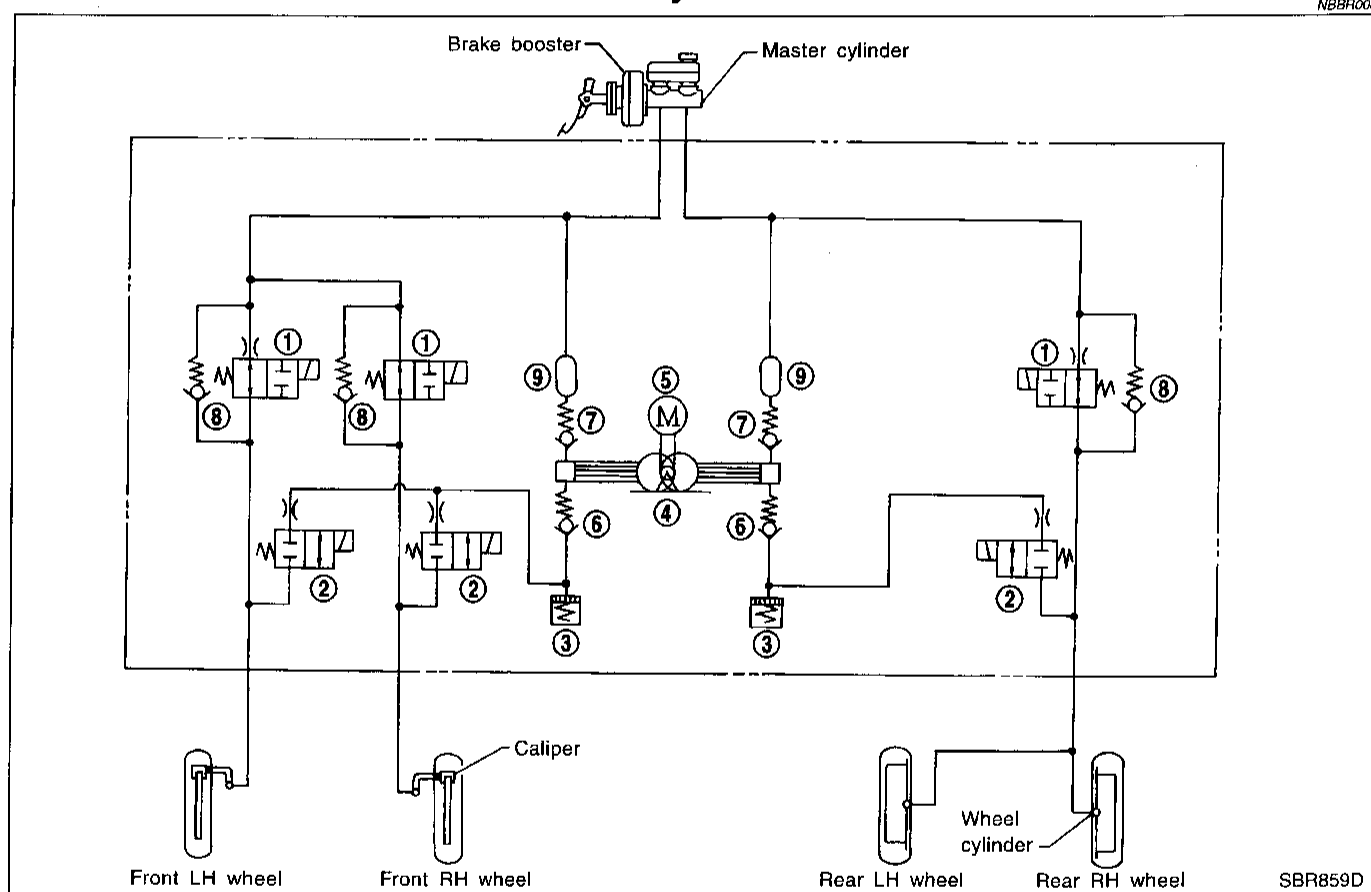 NBBR00
Brake booster
Master cylinder
① ① ①
⑧ ⑧ ⑧
⑨ ⑤ ⑨
M
⑦ ⑦
⑥ ④ ⑥
② ② ②
③ ③
Caliper
Wheel
cylinder
Front LH wheel
Front RH wheel
Rear LH wheel
Rear RH wheel
SBR859D